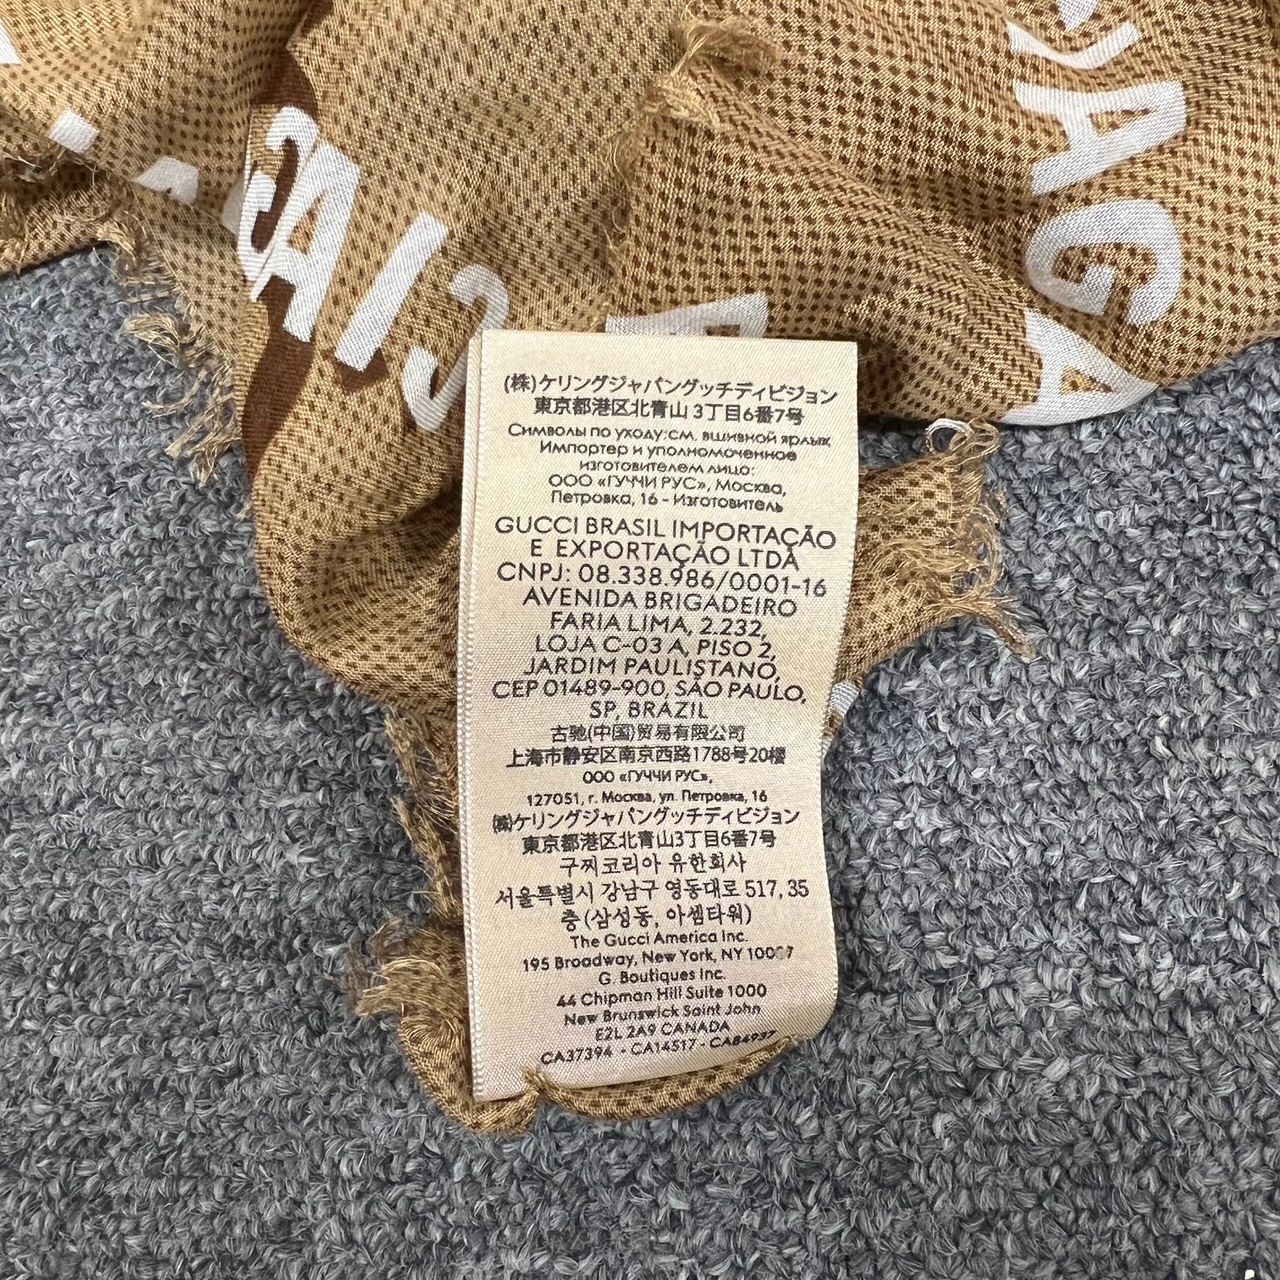 CAGA
(株)ケリングジャパングッチディビジョン
東京都港区北青山 3丁目6番7号
Символы по уходу:см. вшивной ярлык
Импортер и уполномоченное
изготовителем лицо:
ООО «ГУЧЧИ РУС», Москва,
Петровка, 16 - Изготовитель
GUCCI BRASIL IMPORTAÇÃO
E EXPORTAÇÃO LTDA
CNPJ: 08.338.986/0001-16
AVENIDA BRIGADEIRO
FARIA LIMA, 2.232,
LOJA C-03 A, PISO 2,
JARDIM PAULISTANO,
CEP 01489-900, SÃO PAULO,
SP, BRAZIL
古驰(中国)贸易有限公司
上海市静安区南京西路1788号20楼
ООО «ГУЧЧИ РУС»,
127051, г. Москва, ул. Петровка, 16
㈱ケリングジャパングッチディビジョン
東京都港区北青山3丁目6番7号
구찌코리아 유한회사
서울특별시 강남구 영동대로 517, 35
층 (삼성동, 아셈타워)
The Gucci America Inc.
195 Broadway, New York, NY
G. Boutiques Inc.
44 Chipman Hill Suite 1000
New Brunswick Saint John
E2L 2A9 CANADA
CA37394 - CA14517 - CA84937